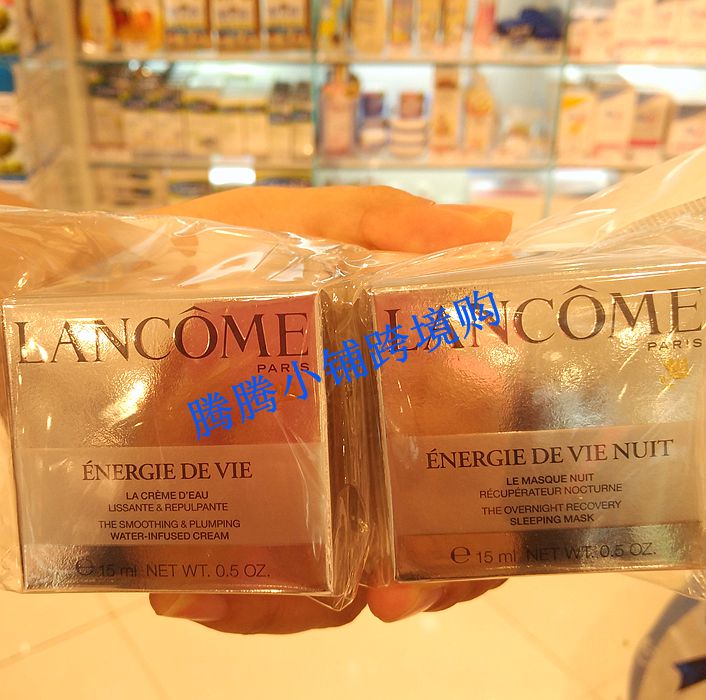 LANCÔME
PARIS
ÉNERGIE DE VIE
LA CRÈME D'EAU
LISSANTE & REPULPANTE
THE SMOOTHING & PLUMPING
WATER-INFUSED CREAM
℮ 15 ml NET WT. 0.5 OZ.
LANCÔME
PARIS
ÉNERGIE DE VIE NUIT
LE MASQUE NUIT
RÉCUPÉRATEUR NOCTURNE
THE OVERNIGHT RECOVERY
SLEEPING MASK
℮ 15 ml NET WT. 0.5 OZ.
腾腾小铺跨境购